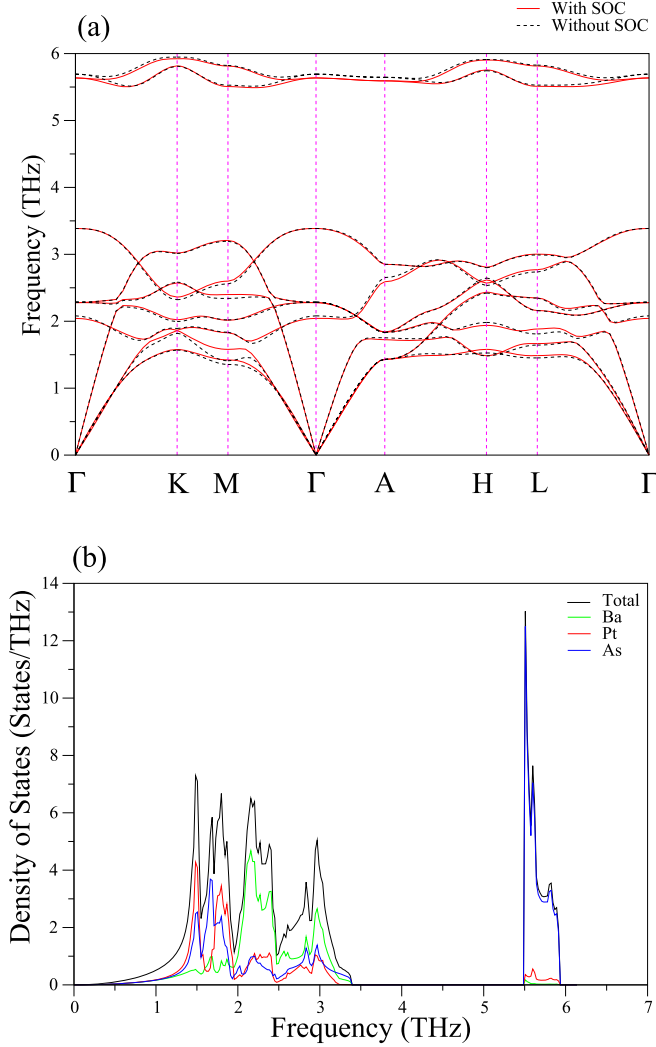 (a)
With SOC
Without SOC
6
5
4
3
2
1
0
Frequency (THz)
Γ K M Γ A H L Γ
(b)
14
12
10
8
6
4
2
0
Density of States (States/THz)
Total
Ba
Pt
As
0 1 2 3 4 5 6 7
Frequency (THz)